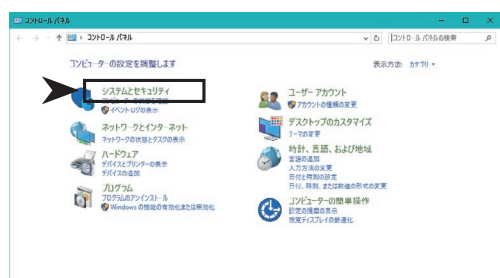 コントロール パネル
コントロール パネル
コントロール パネルの検索
コンピューターの設定を調整します
表示方法: カテゴリ
システムとセキュリティ
イベント ログの表示
ネットワークとインターネット
ネットワークの状態とタスクの表示
ハードウェア
デバイスとプリンターの表示
デバイスの追加
プログラム
プログラムのアンインストール
Windows の機能の有効化または無効化
ユーザー アカウント
アカウントの種類の変更
デスクトップのカスタマイズ
テーマの変更
時計、言語、および地域
言語の追加
入力方法の変更
日付と時刻の設定
日付、時刻、または数値の形式の変更
コンピューターの簡単操作
設定の提案の表示
視覚ディスプレイの最適化